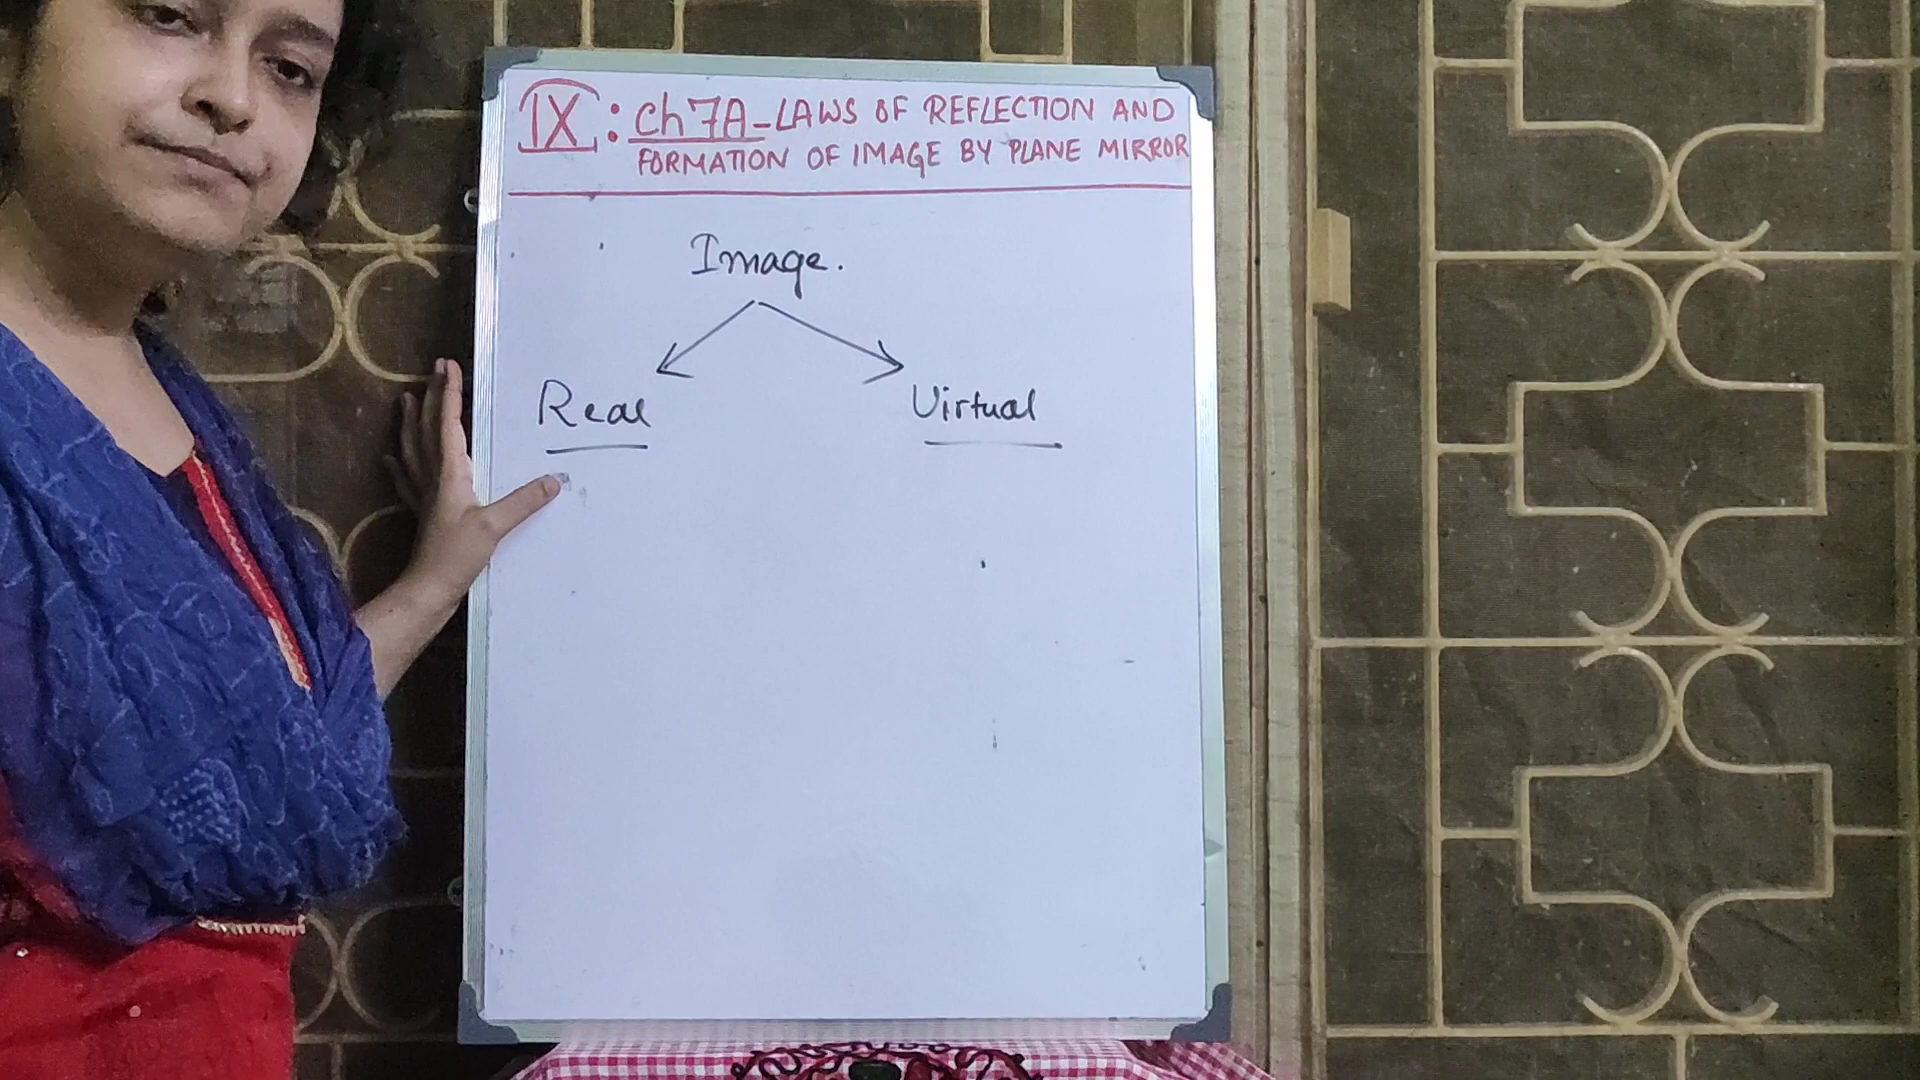 IX : Ch 7A - LAWS OF REFLECTION AND
FORMATION OF IMAGE BY PLANE MIRROR
Image.
Real Virtual